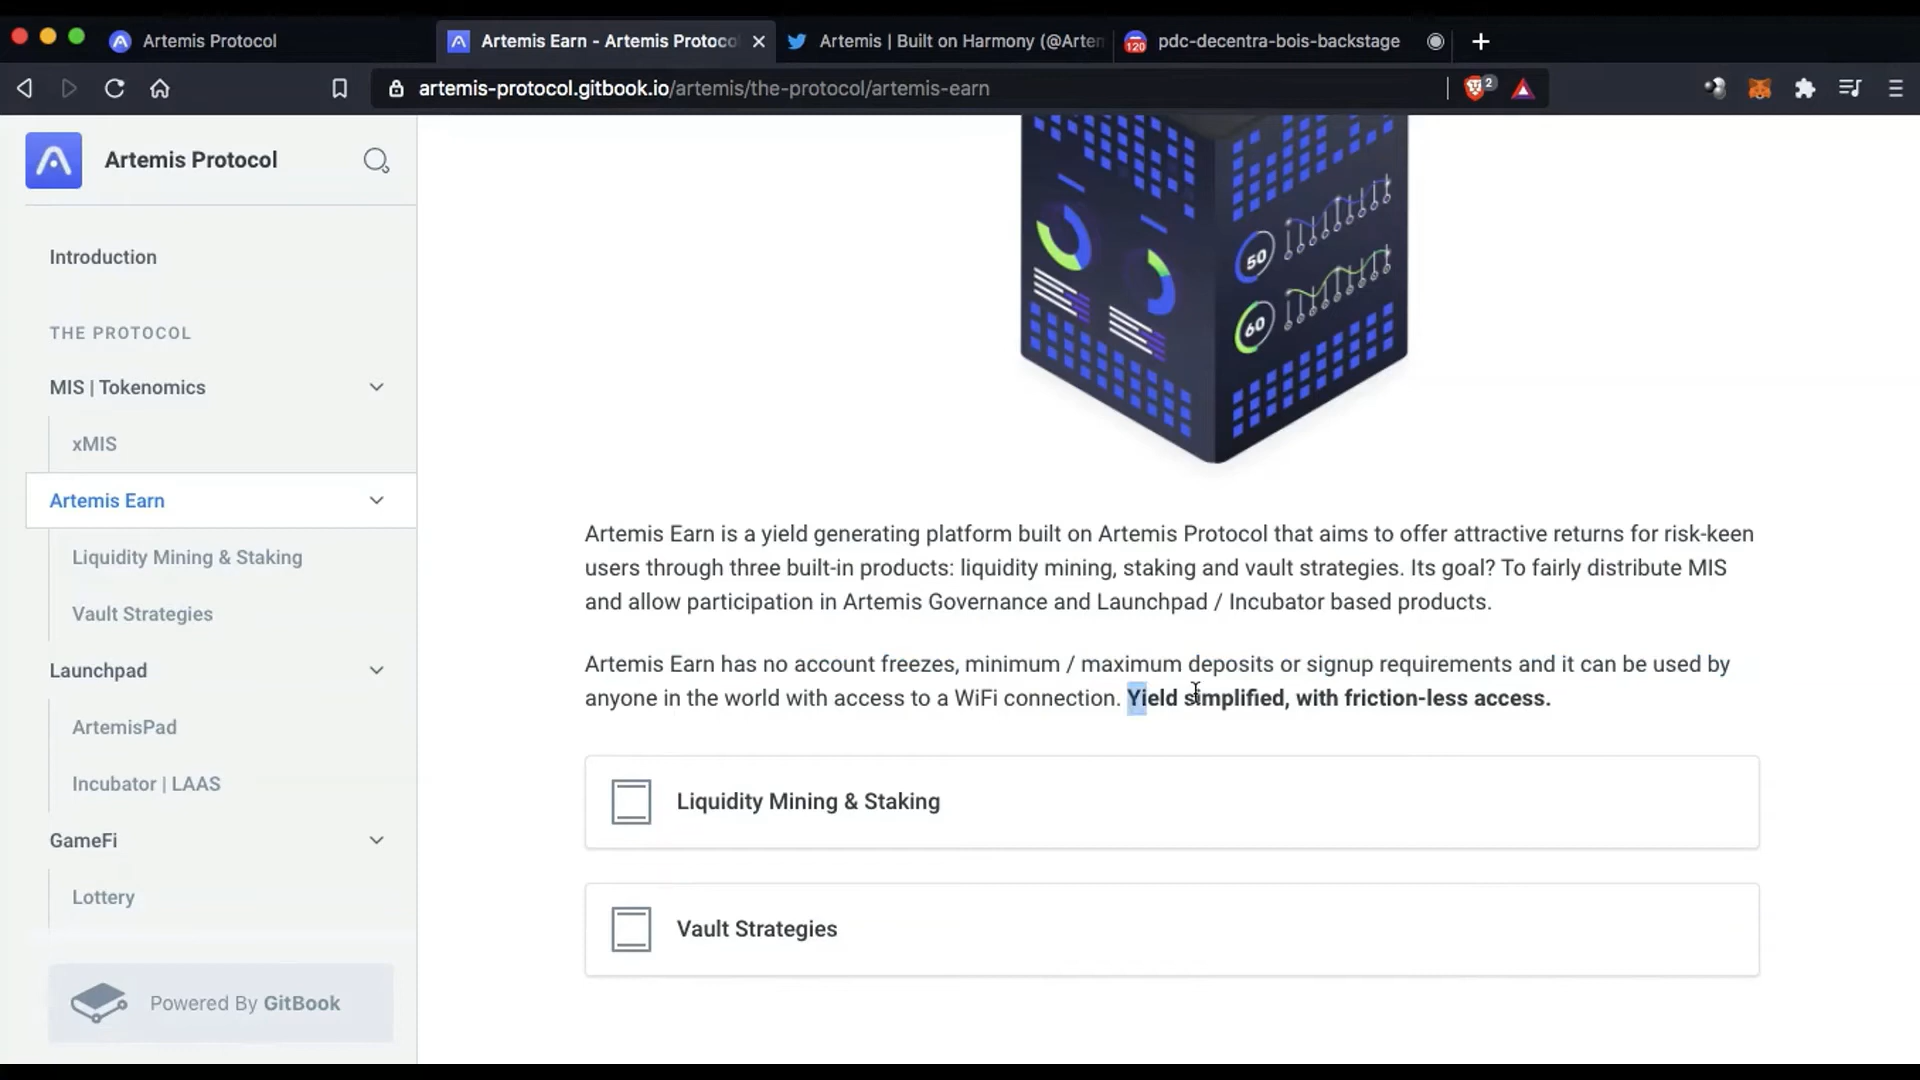 Artemis Protocol
Artemis Earn - Artemis Protoco
Artemis | Built on Harmony (@Arten
120
pdc-decentra-bois-backstage
artemis-protocol.gitbook.io/artemis/the-protocol/artemis-earn
2
Artemis Protocol
Introduction
THE PROTOCOL
MIS | Tokenomics
xMIS
Artemis Earn
Liquidity Mining & Staking
Vault Strategies
Launchpad
ArtemisPad
Incubator | LAAS
GameFi
Lottery
Powered By GitBook
50
60
Artemis Earn is a yield generating platform built on Artemis Protocol that aims to offer attractive returns for risk-keen
users through three built-in products: liquidity mining, staking and vault strategies. Its goal? To fairly distribute MIS
and allow participation in Artemis Governance and Launchpad / Incubator based products.
Artemis Earn has no account freezes, minimum / maximum deposits or signup requirements and it can be used by
anyone in the world with access to a WiFi connection. Yield simplified, with friction-less access.
Liquidity Mining & Staking
Vault Strategies